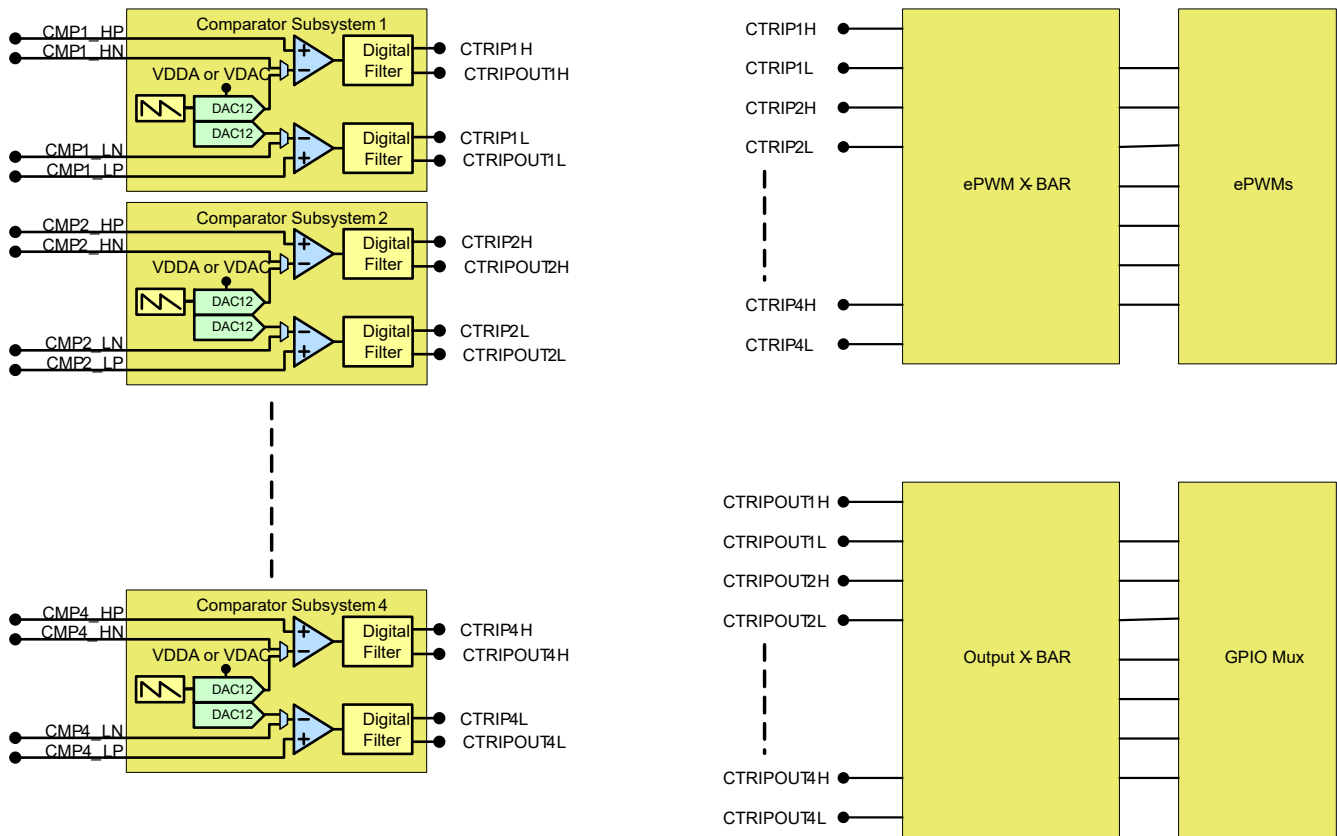 Comparator Subsystem 1
CMP1_HP
CMP1_HN
VDDA or VDAC
DAC12
DAC12
Digital
Filter
CTRIP1H
CTRIPOUT1H
CMP1_LN
CMP1_LP
Digital
Filter
CTRIP1L
CTRIPOUT1L
Comparator Subsystem 2
CMP2_HP
CMP2_HN
VDDA or VDAC
DAC12
DAC12
Digital
Filter
CTRIP2H
CTRIPOUT2H
CMP2_LN
CMP2_LP
Digital
Filter
CTRIP2L
CTRIPOUT2L
Comparator Subsystem 4
CMP4_HP
CMP4_HN
VDDA or VDAC
DAC12
DAC12
Digital
Filter
CTRIP4H
CTRIPOUT4H
CMP4_LN
CMP4_LP
Digital
Filter
CTRIP4L
CTRIPOUT4L
CTRIP1H
CTRIP1L
CTRIP2H
CTRIP2L
CTRIP4H
CTRIP4L
ePWM X-BAR
ePWMs
CTRIPOUT1H
CTRIPOUT1L
CTRIPOUT2H
CTRIPOUT2L
CTRIPOUT4H
CTRIPOUT4L
Output X-BAR
GPIO Mux